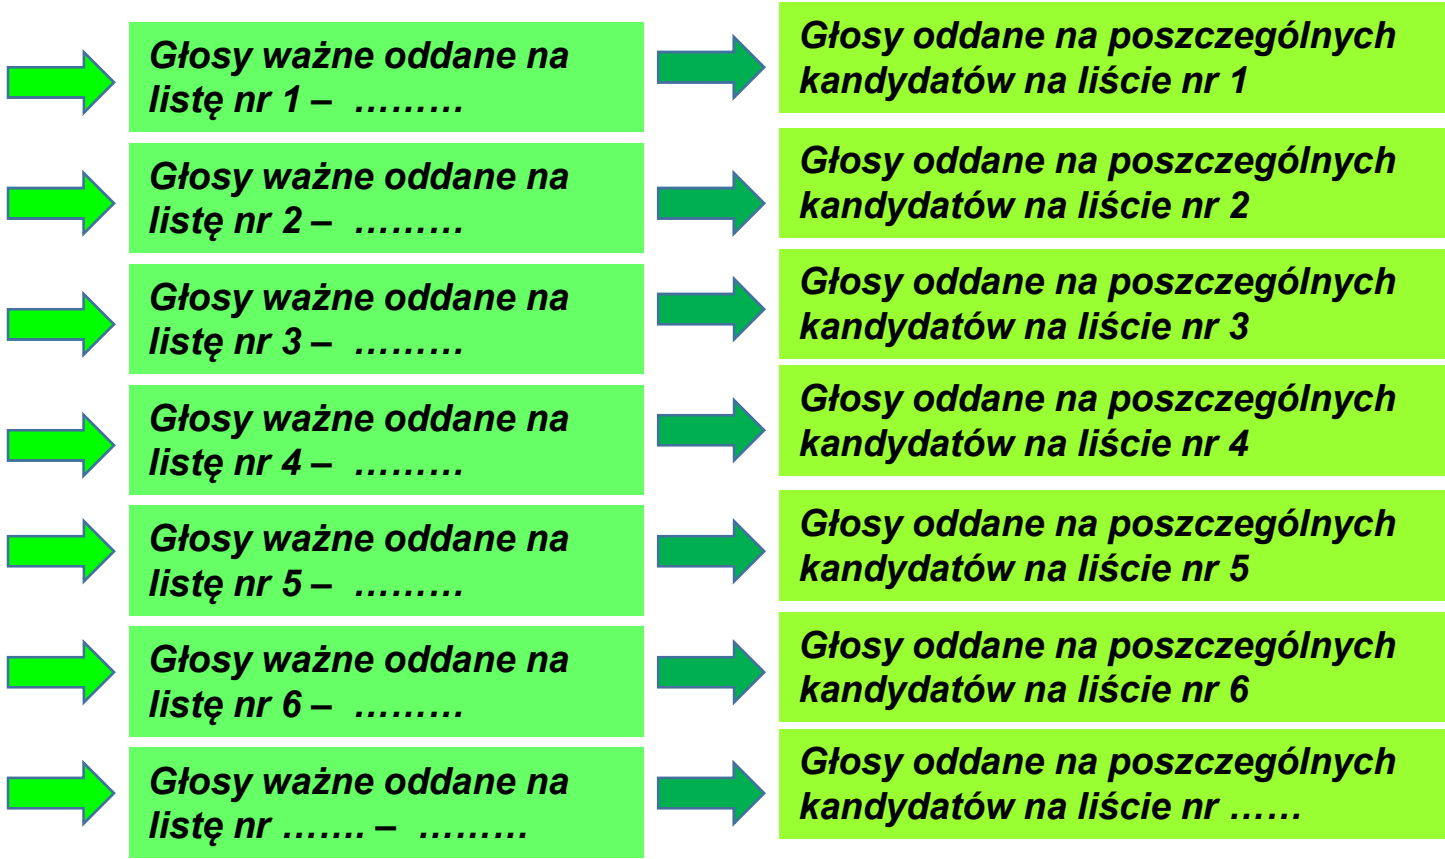 Głosy ważne oddane na
listę nr 1 – ………
Głosy oddane na poszczególnych
kandydatów na liście nr 1
Głosy ważne oddane na
listę nr 2 – ………
Głosy oddane na poszczególnych
kandydatów na liście nr 2
Głosy ważne oddane na
listę nr 3 – ………
Głosy oddane na poszczególnych
kandydatów na liście nr 3
Głosy ważne oddane na
listę nr 4 – ………
Głosy oddane na poszczególnych
kandydatów na liście nr 4
Głosy ważne oddane na
listę nr 5 – ………
Głosy oddane na poszczególnych
kandydatów na liście nr 5
Głosy ważne oddane na
listę nr 6 – ………
Głosy oddane na poszczególnych
kandydatów na liście nr 6
Głosy ważne oddane na
listę nr ……. – ………
Głosy oddane na poszczególnych
kandydatów na liście nr ……